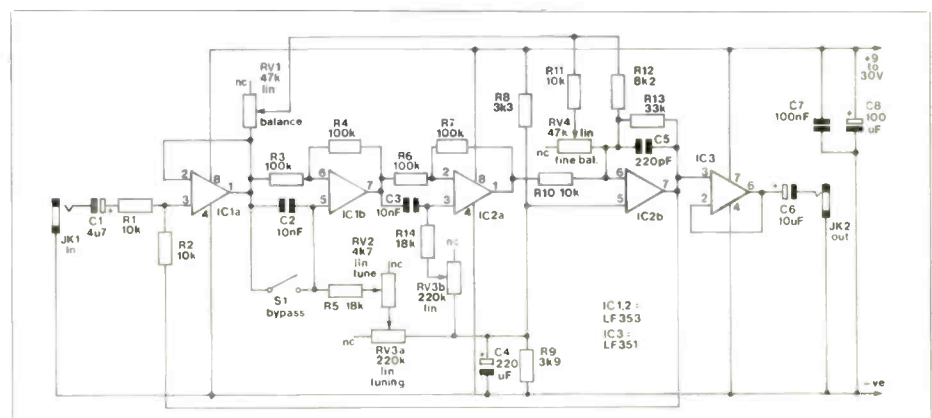 RV1
47k
lin
nc
balance
R3
100k
R4
100k
2
3
8
1
4
IC1a
JK1
In
C1
4u7
+
R1
10k
R2
10k
C2
10nF
6
5
7
IC1b
S1
bypass
R5 18k
RV2
4k7
lin
tune
nc
RV3a
220k
lin
tuning
nc
R6
100k
C3
10nF
R7
100k
2
3
8
1
4
IC2a
R14
18k
RV3b
220k
lin
nc
C4
220
uF
+
R8
3k3
R9
3k9
R11
10k
RV4
47k lin
nc
fine bal.
R10 10k
R12
8k2
R13
33k
C5
220pF
6
5
7
IC2b
IC3
3
2
7
6
4
C6
10uF
+
JK2
out
C7
100nF
C8
100
uF
+
+9
to
30V
-ve
IC1,2 =
LF353
IC3 =
LF351